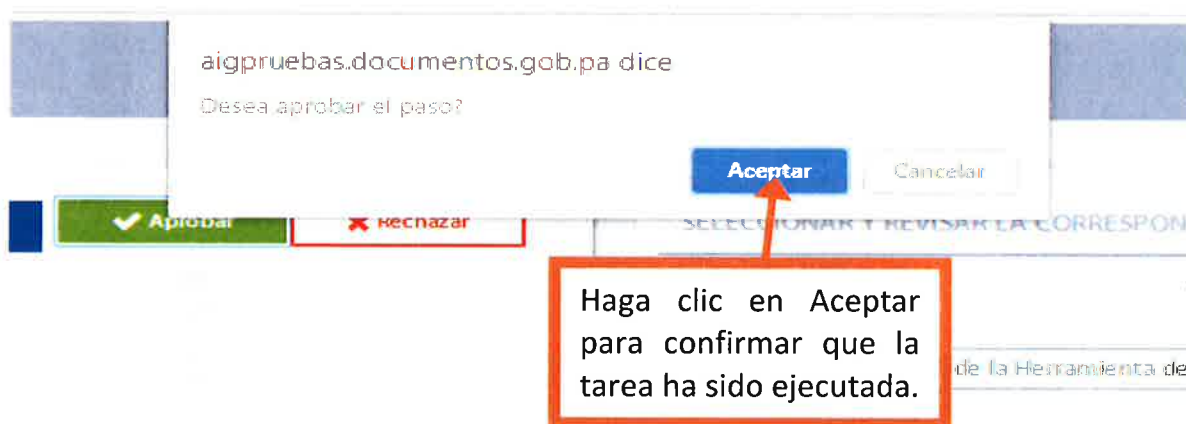 aigpruebas.documentos.gob.pa dice
Desea aprobar el paso?
Aceptar Cancelar
Aprobar Rechazar
SELECCIONAR Y REVISAR LA CORRESPON
Haga clic en Aceptar
para confirmar que la
tarea ha sido ejecutada.
de la Herramienta de